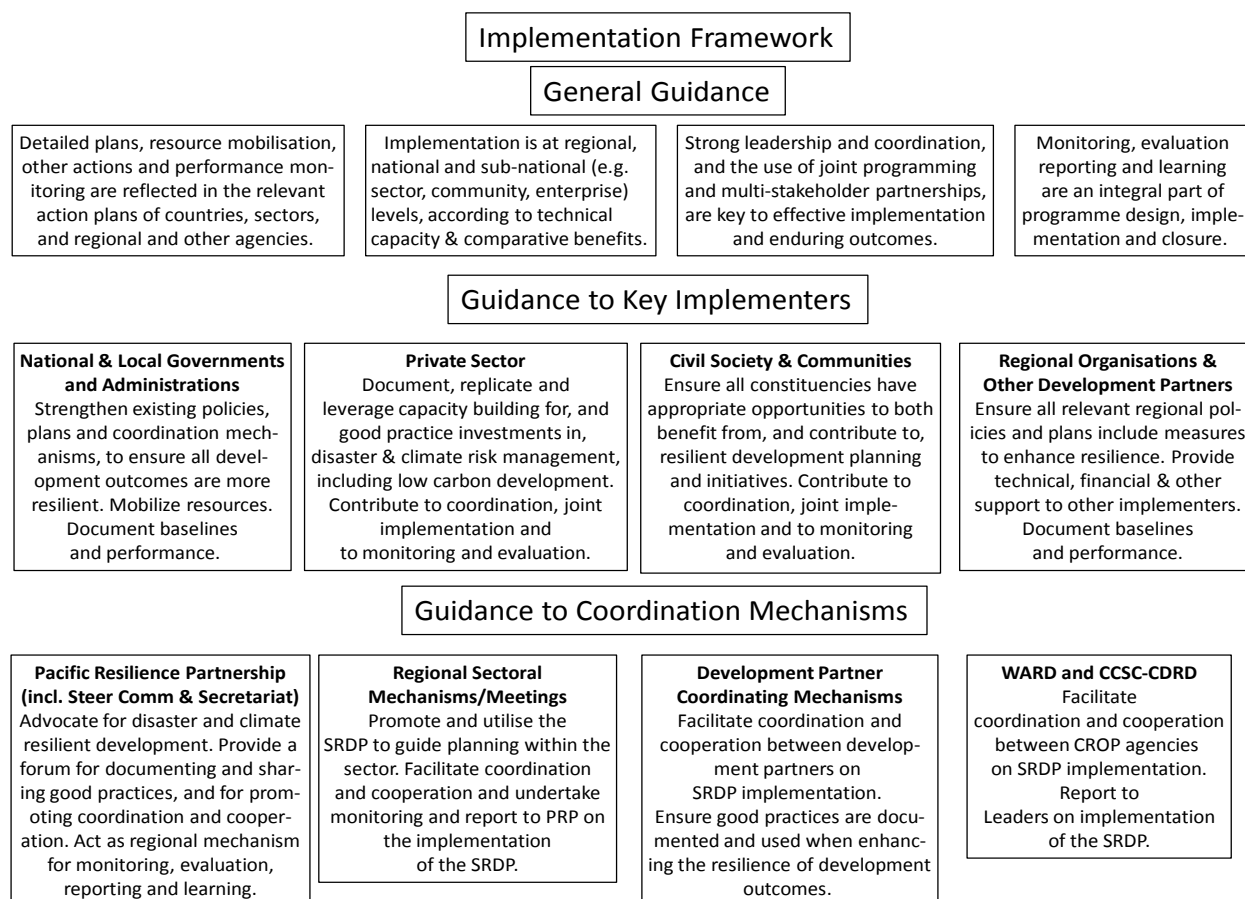 Implementation Framework
General Guidance
Detailed plans, resource mobilisation,
other actions and performance mon-
itoring are reflected in the relevant
action plans of countries, sectors,
and regional and other agencies.
Implementation is at regional,
national and sub-national (e.g.
sector, community, enterprise)
levels, according to technical
capacity & comparative benefits.
Strong leadership and coordination,
and the use of joint programming
and multi-stakeholder partnerships,
are key to effective implementation
and enduring outcomes.
Monitoring, evaluation
reporting and learning
are an integral part of
programme design, imple-
mentation and closure.
Guidance to Key Implementers
National & Local Governments
and Administrations
Strengthen existing policies,
plans and coordination mech-
anisms, to ensure all devel-
opment outcomes are more
resilient. Mobilize resources.
Document baselines
and performance.
Private Sector
Document, replicate and
leverage capacity building for, and
good practice investments in,
disaster & climate risk management,
including low carbon development.
Contribute to coordination, joint
implementation and
to monitoring and evaluation.
Civil Society & Communities
Ensure all constituencies have
appropriate opportunities to both
benefit from, and contribute to,
resilient development planning
and initiatives. Contribute to
coordination, joint imple-
mentation and to monitoring
and evaluation.
Regional Organisations &
Other Development Partners
Ensure all relevant regional pol-
icies and plans include measures
to enhance resilience. Provide
technical, financial & other
support to other implementers.
Document baselines
and performance.
Guidance to Coordination Mechanisms
Pacific Resilience Partnership
(incl. Steer Comm & Secretariat)
Advocate for disaster and climate
resilient development. Provide a
forum for documenting and shar-
ing good practices, and for promo-
moting coordination and cooper-
ation. Act as regional mechanism
for monitoring, evaluation,
reporting and learning.
Regional Sectoral
Mechanisms/Meetings
Promote and utilise the
SRDP to guide planning within the
sector. Facilitate coordination
and cooperation and undertake
monitoring and report to PRP on
the implementation
of the SRDP.
Development Partner
Coordinating Mechanisms
Facilitate coordination and
cooperation between develop-
ment partners on
SRDP implementation.
Ensure good practices are docu-
mented and used when enhanc-
ing the resilience of development
outcomes.
WARD and CCSC-CDRD
Facilitate
coordination and cooperation
between CROP agencies
on SRDP implementation.
Report to
Leaders on implementation
of the SRDP.